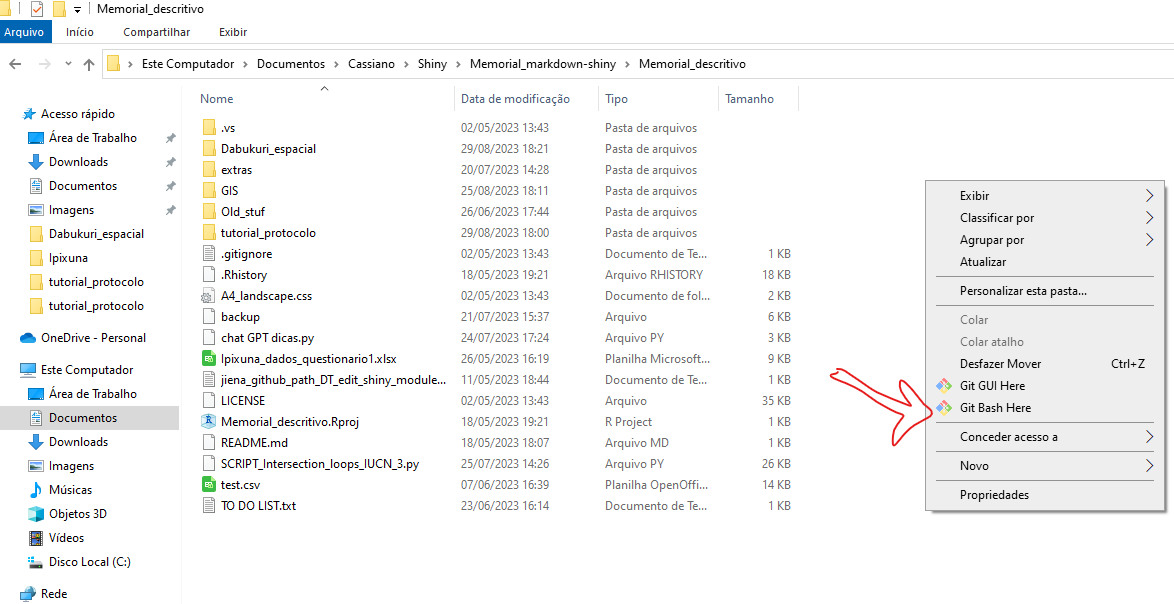 Memorial_descritivo
Arquivo Início Compartilhar Exibir
Este Computador Documentos Cassiano Shiny Memorial_markdown-shiny Memorial_descritivo
Acesso rápido
Área de Trabalho
Downloads
Documentos
Imagens
Dabukuri_espacial
Ipixuna
tutorial_protocolo
tutorial_protocolo
OneDrive - Personal
Este Computador
Área de Trabalho
Documentos
Downloads
Imagens
Músicas
Objetos 3D
Vídeos
Disco Local (C:)
Rede
Nome Data de modificação Tipo Tamanho
.vs 02/05/2023 13:43 Pasta de arquivos
Dabukuri_espacial 29/08/2023 18:21 Pasta de arquivos
extras 20/07/2023 14:28 Pasta de arquivos
GIS 25/08/2023 18:11 Pasta de arquivos
Old_stuf 26/06/2023 17:44 Pasta de arquivos
tutorial_protocolo 29/08/2023 18:00 Pasta de arquivos
.gitignore 02/05/2023 13:43 Documento de Te... 1 KB
.Rhistory 18/05/2023 19:21 Arquivo RHISTORY 18 KB
A4_landscape.css 02/05/2023 13:43 Documento de fol... 2 KB
backup 21/07/2023 15:37 Arquivo 6 KB
chat GPT dicas.py 24/07/2023 17:24 Arquivo PY 3 KB
Ipixuna_dados_questionario1.xlsx 26/05/2023 16:19 Planilha Microsoft... 9 KB
jiena_github_path_DT_edit_shiny_module... 11/05/2023 18:44 Documento de Te... 1 KB
LICENSE 02/05/2023 13:43 Arquivo 35 KB
Memorial_descritivo.Rproj 18/05/2023 19:21 R Project 1 KB
README.md 18/05/2023 18:07 Arquivo MD 1 KB
SCRIPT_Intersection_loops_IUCN_3.py 25/07/2023 14:26 Arquivo PY 26 KB
test.csv 07/06/2023 16:39 Planilha OpenOffi... 14 KB
TO DO LIST.txt 23/06/2023 16:14 Documento de Te... 1 KB
Exibir
Classificar por
Agrupar por
Atualizar
Personalizar esta pasta...
Colar
Colar atalho
Desfazer Mover Ctrl+Z
Git GUI Here
Git Bash Here
Conceder acesso a
Novo
Propriedades